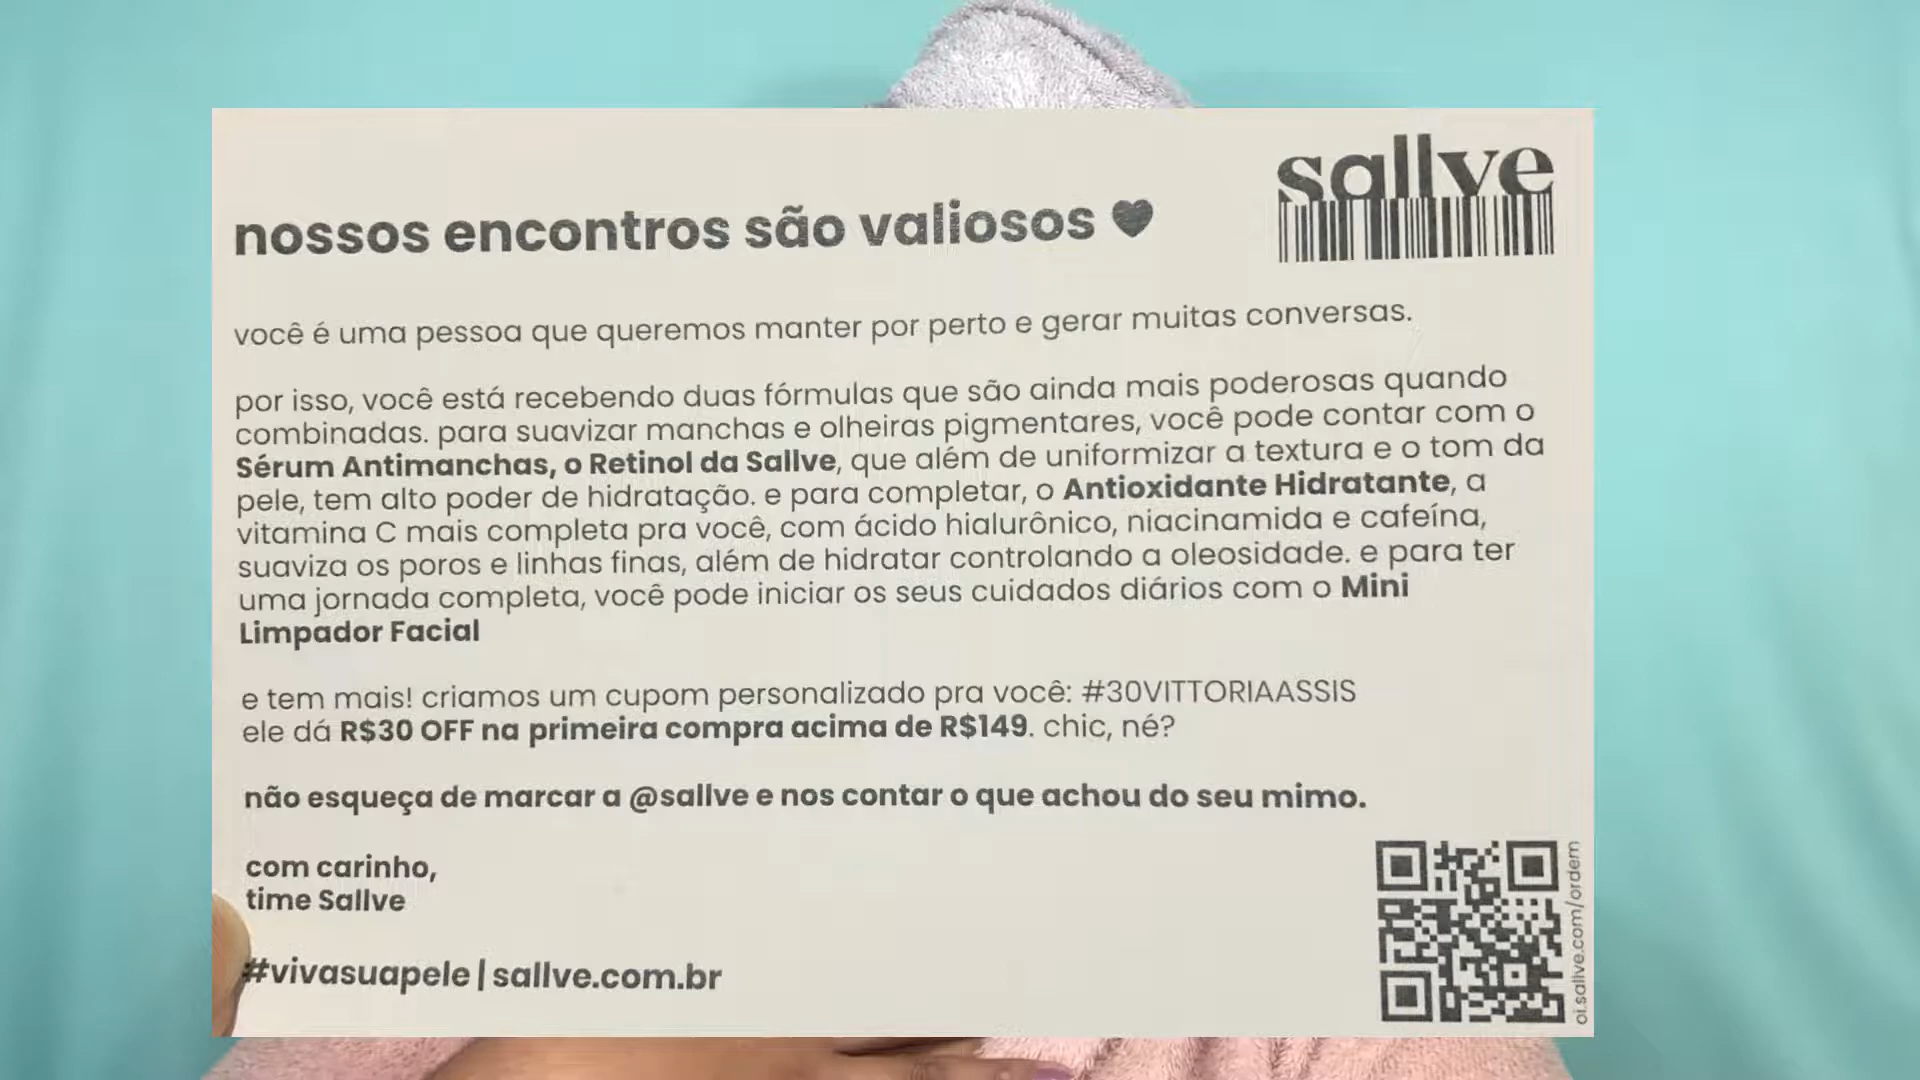 sallve
nossos encontros são valiosos ♥
você é uma pessoa que queremos manter por perto e gerar muitas conversas.
por isso, você está recebendo duas fórmulas que são ainda mais poderosas quando
combinadas. para suavizar manchas e olheiras pigmentares, você pode contar com o
Sérum Antimanchas, o Retinol da Sallve, que além de uniformizar a textura e o tom da
pele, tem alto poder de hidratação. e para completar, o Antioxidante Hidratante, a
vitamina C mais completa pra você, com ácido hialurônico, niacinamida e cafeína,
suaviza os poros e linhas finas, além de hidratar controlando a oleosidade. e para ter
uma jornada completa, você pode iniciar os seus cuidados diários com o Mini
Limpador Facial
e tem mais! criamos um cupom personalizado pra você: #30VITTORIAASSIS
ele dá R$30 OFF na primeira compra acima de R$149. chic, né?
não esqueça de marcar a @sallve e nos contar o que achou do seu mimo.
com carinho,
time Sallve
#vivasuapele | sallve.com.br
oi.sallve.com/ordem